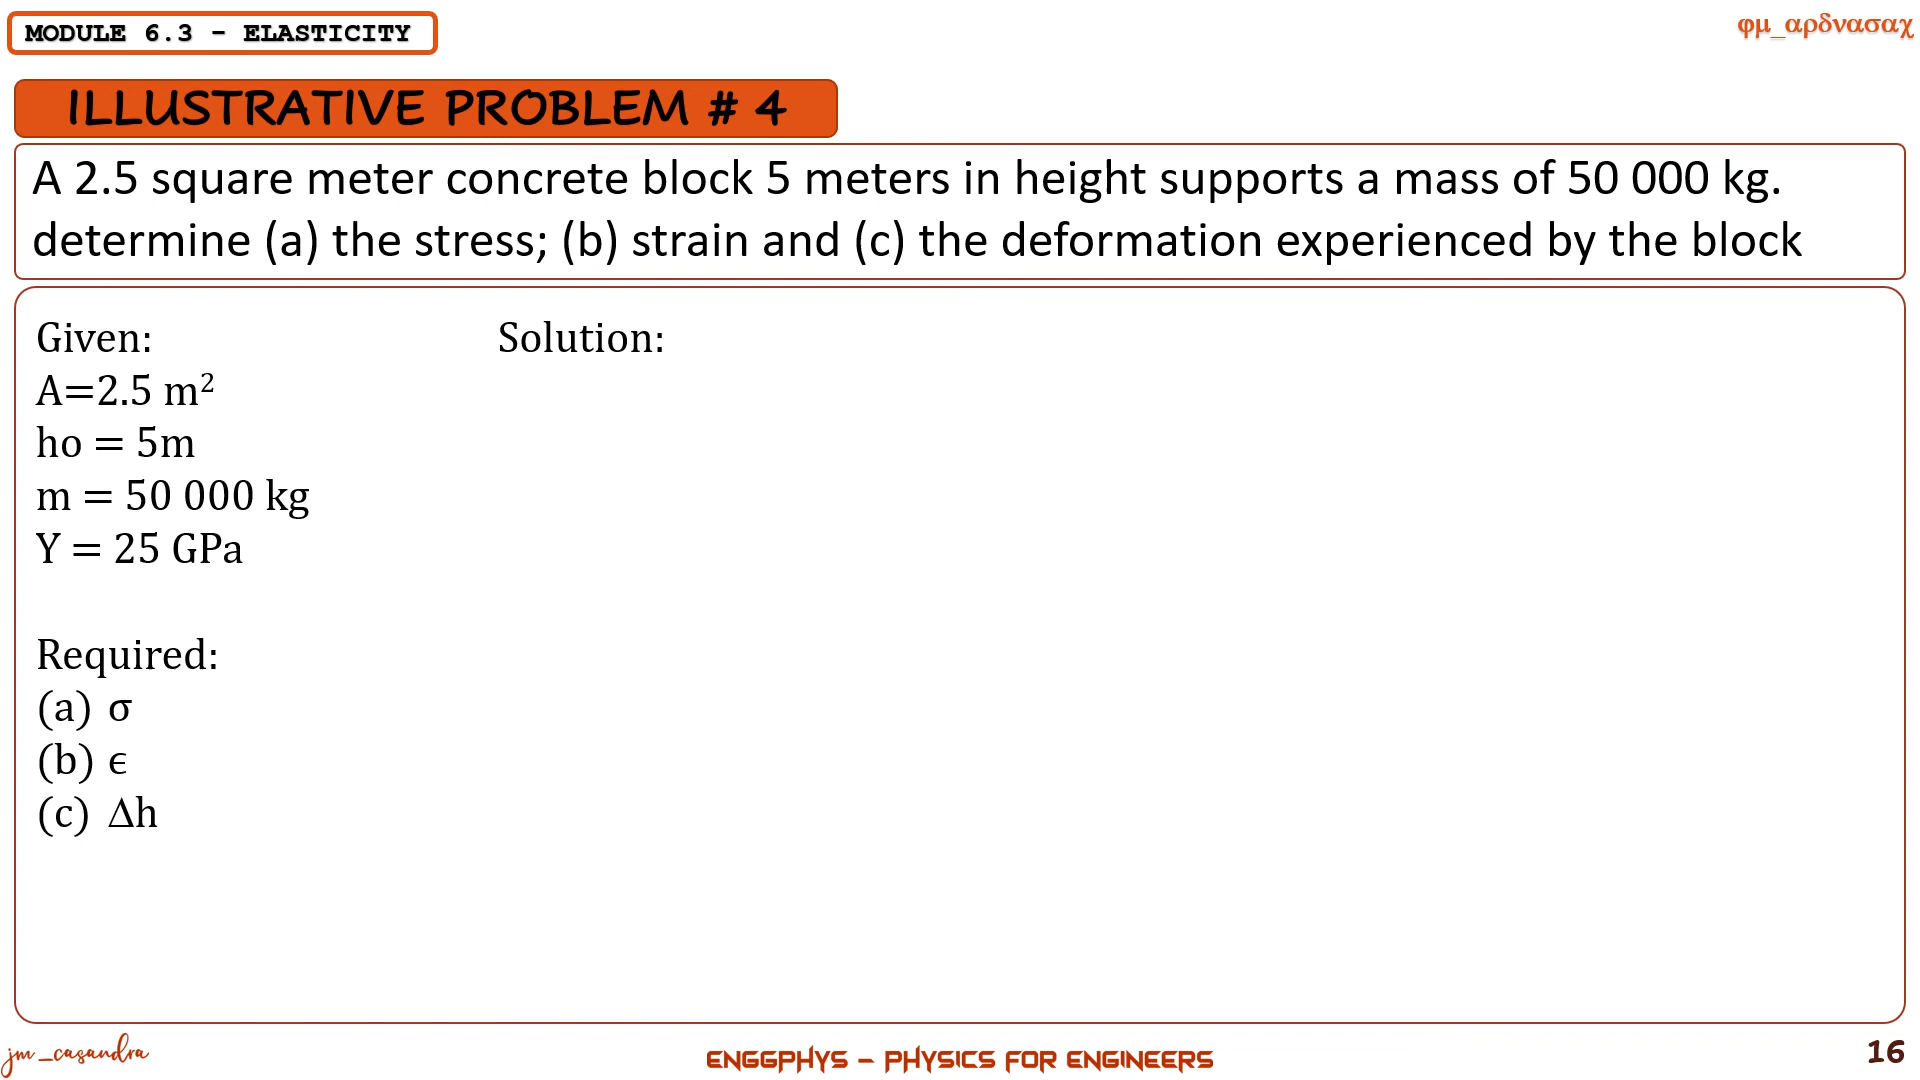 MODULE 6.3 - ELASTICITY
φμ_αρδνασαχ
ILLUSTRATIVE PROBLEM # 4
A 2.5 square meter concrete block 5 meters in height supports a mass of 50 000 kg.
determine (a) the stress; (b) strain and (c) the deformation experienced by the block
Given:
A=2.5 m²
ho = 5m
m = 50 000 kg
Y = 25 GPa
Required:
(a) σ
(b) ϵ
(c) Δh
Solution:
jm_casandra
ENGGPHYS – PHYSICS FOR ENGINEERS
16